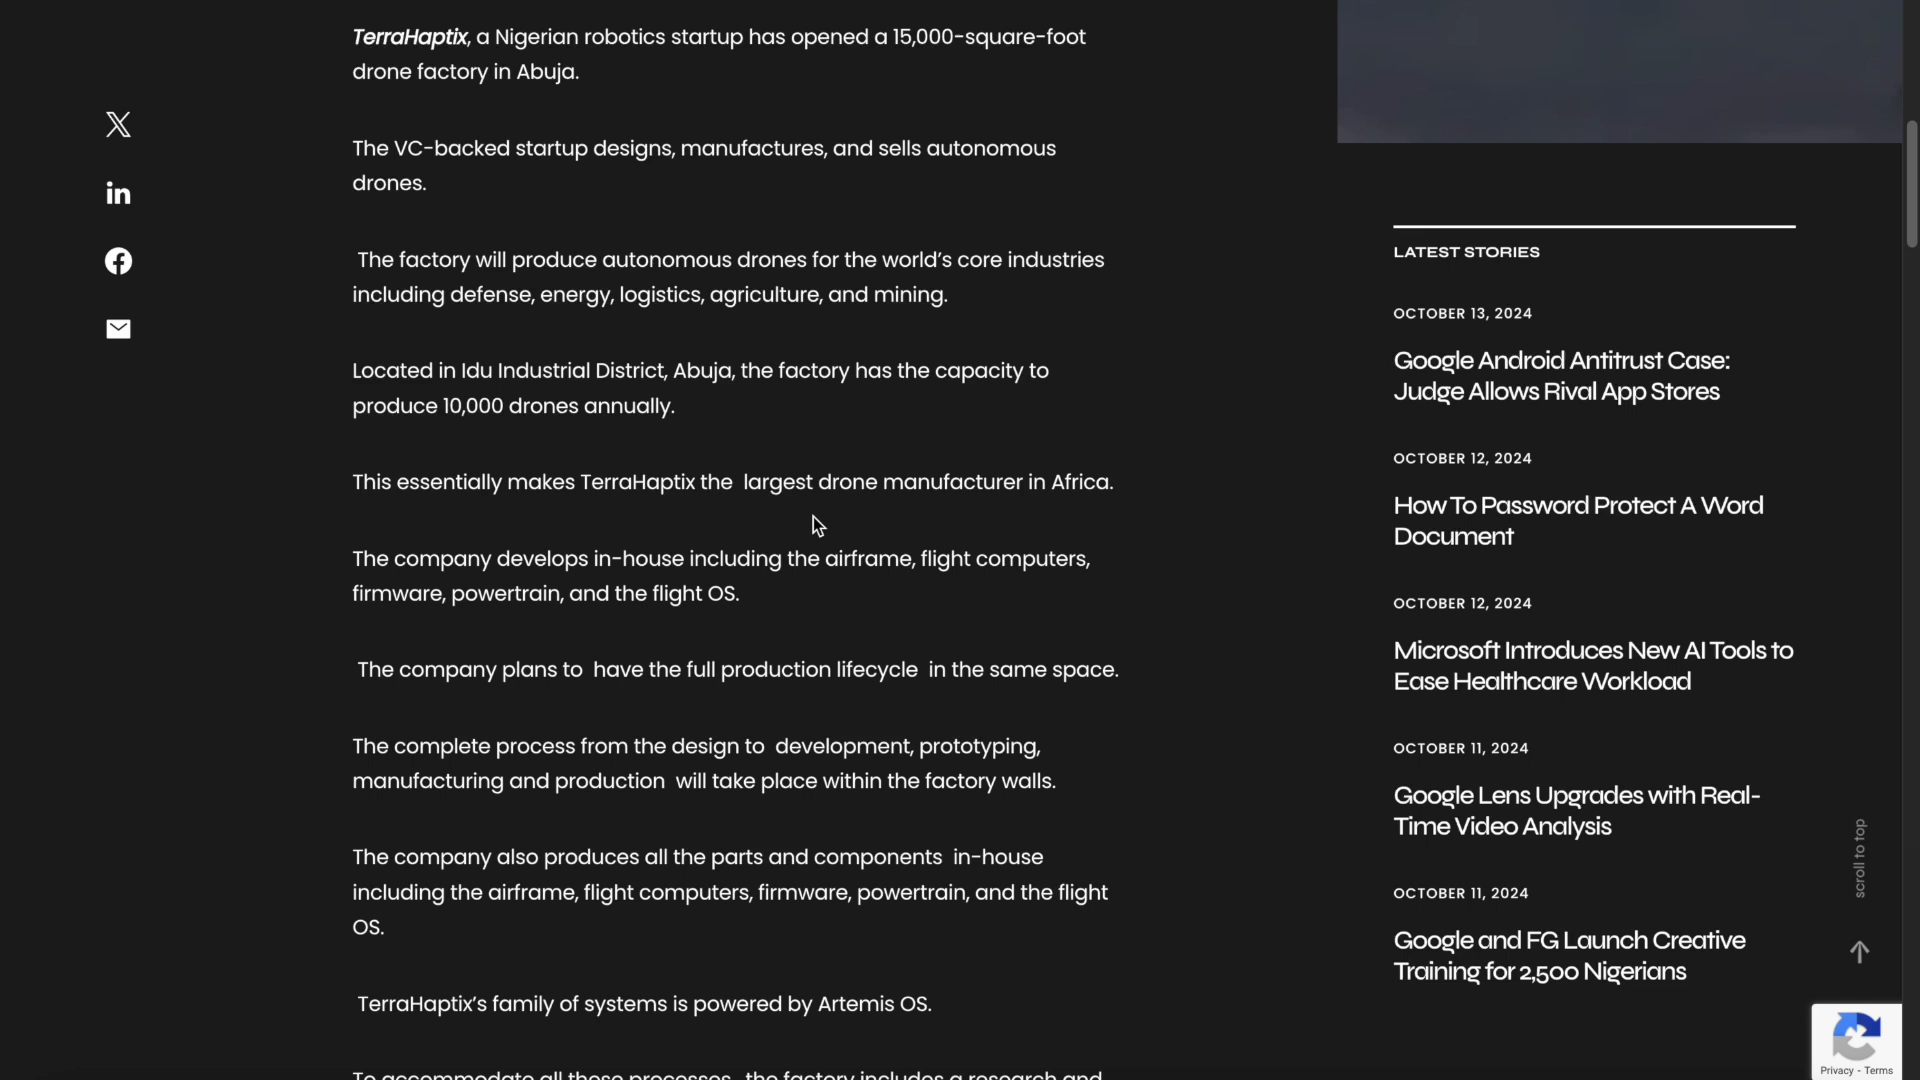 TerraHaptix, a Nigerian robotics startup has opened a 15,000-square-foot
drone factory in Abuja.
The VC-backed startup designs, manufactures, and sells autonomous
drones.
The factory will produce autonomous drones for the world's core industries
including defense, energy, logistics, agriculture, and mining.
Located in Idu Industrial District, Abuja, the factory has the capacity to
produce 10,000 drones annually.
This essentially makes TerraHaptix the largest drone manufacturer in Africa.
The company develops in-house including the airframe, flight computers,
firmware, powertrain, and the flight OS.
The company plans to have the full production lifecycle in the same space.
The complete process from the design to development, prototyping,
manufacturing and production will take place within the factory walls.
The company also produces all the parts and components in-house
including the airframe, flight computers, firmware, powertrain, and the flight
OS.
TerraHaptix's family of systems is powered by Artemis OS.
To accommodate all these processes, the factory includes a research and
LATEST STORIES
OCTOBER 13, 2024
Google Android Antitrust Case:
Judge Allows Rival App Stores
OCTOBER 12, 2024
How To Password Protect A Word
Document
OCTOBER 12, 2024
Microsoft Introduces New AI Tools to
Ease Healthcare Workload
OCTOBER 11, 2024
Google Lens Upgrades with Real-
Time Video Analysis
OCTOBER 11, 2024
Google and FG Launch Creative
Training for 2,500 Nigerians
scroll to top
Privacy - Terms